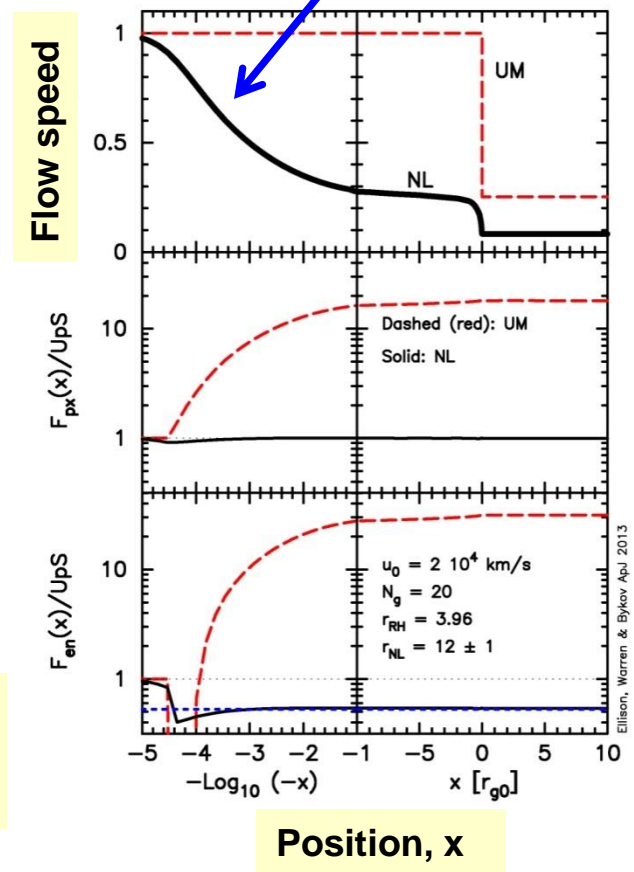 Flow speed
1
0.5
0
UM
NL
F_px(x)/UpS
10
1
Dashed (red): UM
Solid: NL
F_en(x)/UpS
10
1
u_0 = 2 10^4 km/s
N_g = 20
r_RH = 3.96
r_NL = 12 ± 1
-5 -4 -3 -2 -1 -5 0 5 10
-Log_10 (-x)
x [r_g0]
Position, x
Ellison, Warren & Bykov ApJ 2013